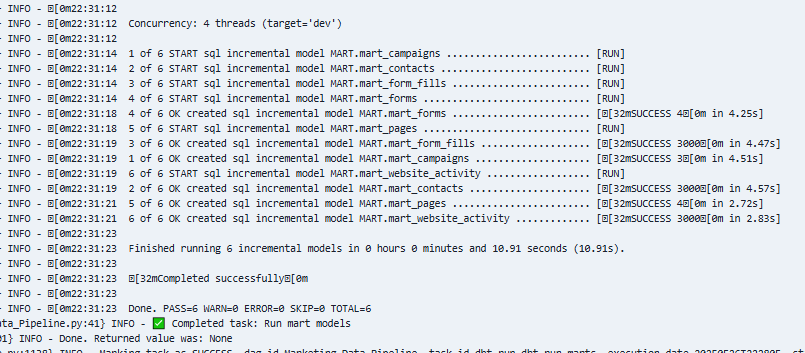 - INFO - [0m22:31:12
- INFO - [0m22:31:12  Concurrency: 4 threads (target='dev')
- INFO - [0m22:31:12
- INFO - [0m22:31:14  1 of 6 START sql incremental model MART.mart_campaigns ........................ [RUN]
- INFO - [0m22:31:14  2 of 6 START sql incremental model MART.mart_contacts ......................... [RUN]
- INFO - [0m22:31:14  3 of 6 START sql incremental model MART.mart_form_fills ....................... [RUN]
- INFO - [0m22:31:14  4 of 6 START sql incremental model MART.mart_forms ............................ [RUN]
- INFO - [0m22:31:18  4 of 6 OK created sql incremental model MART.mart_forms ....................... [[32mSUCCESS 4[0m in 4.25s]
- INFO - [0m22:31:18  5 of 6 START sql incremental model MART.mart_pages ............................ [RUN]
- INFO - [0m22:31:19  3 of 6 OK created sql incremental model MART.mart_form_fills .................. [[32mSUCCESS 3000[0m in 4.47s]
- INFO - [0m22:31:19  1 of 6 OK created sql incremental model MART.mart_campaigns ................... [[32mSUCCESS 3[0m in 4.51s]
- INFO - [0m22:31:19  6 of 6 START sql incremental model MART.mart_website_activity ................. [RUN]
- INFO - [0m22:31:19  2 of 6 OK created sql incremental model MART.mart_contacts .................... [[32mSUCCESS 3000[0m in 4.57s]
- INFO - [0m22:31:21  5 of 6 OK created sql incremental model MART.mart_pages ....................... [[32mSUCCESS 4[0m in 2.72s]
- INFO - [0m22:31:21  6 of 6 OK created sql incremental model MART.mart_website_activity ............ [[32mSUCCESS 3000[0m in 2.83s]
- INFO - [0m22:31:23
- INFO - [0m22:31:23  Finished running 6 incremental models in 0 hours 0 minutes and 10.91 seconds (10.91s).
- INFO - [0m22:31:23
- INFO - [0m22:31:23  [32mCompleted successfully[0m
- INFO - [0m22:31:23
- INFO - [0m22:31:23  Done. PASS=6 WARN=0 ERROR=0 SKIP=0 TOTAL=6
ata_Pipeline.py:41} INFO - ✅ Completed task: Run mart models
01} INFO - Done. Returned value was: None